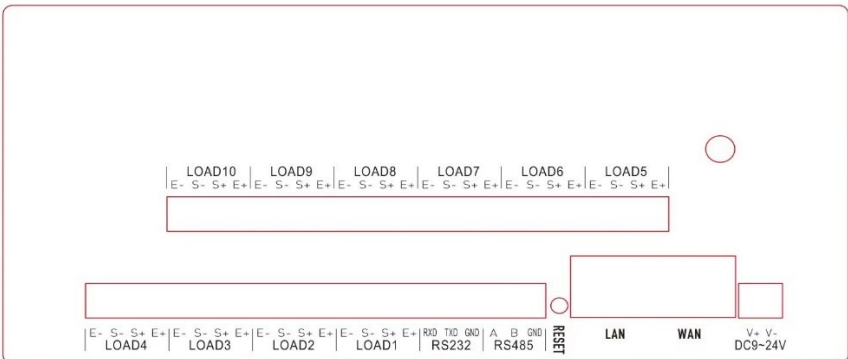 LOAD10 LOAD9 LOAD8 LOAD7 LOAD6 LOAD5
E- S- S+ E+ E- S- S+ E+ E- S- S+ E+ E- S- S+ E+ E- S- S+ E+ E- S- S+ E+
E- S- S+ E+ E- S- S+ E+ E- S- S+ E+ E- S- S+ E+ RXD TXD GND A B GND
LOAD4 LOAD3 LOAD2 LOAD1 RS232 RS485
RESET
LAN WAN
V+ V-
DC9~24V